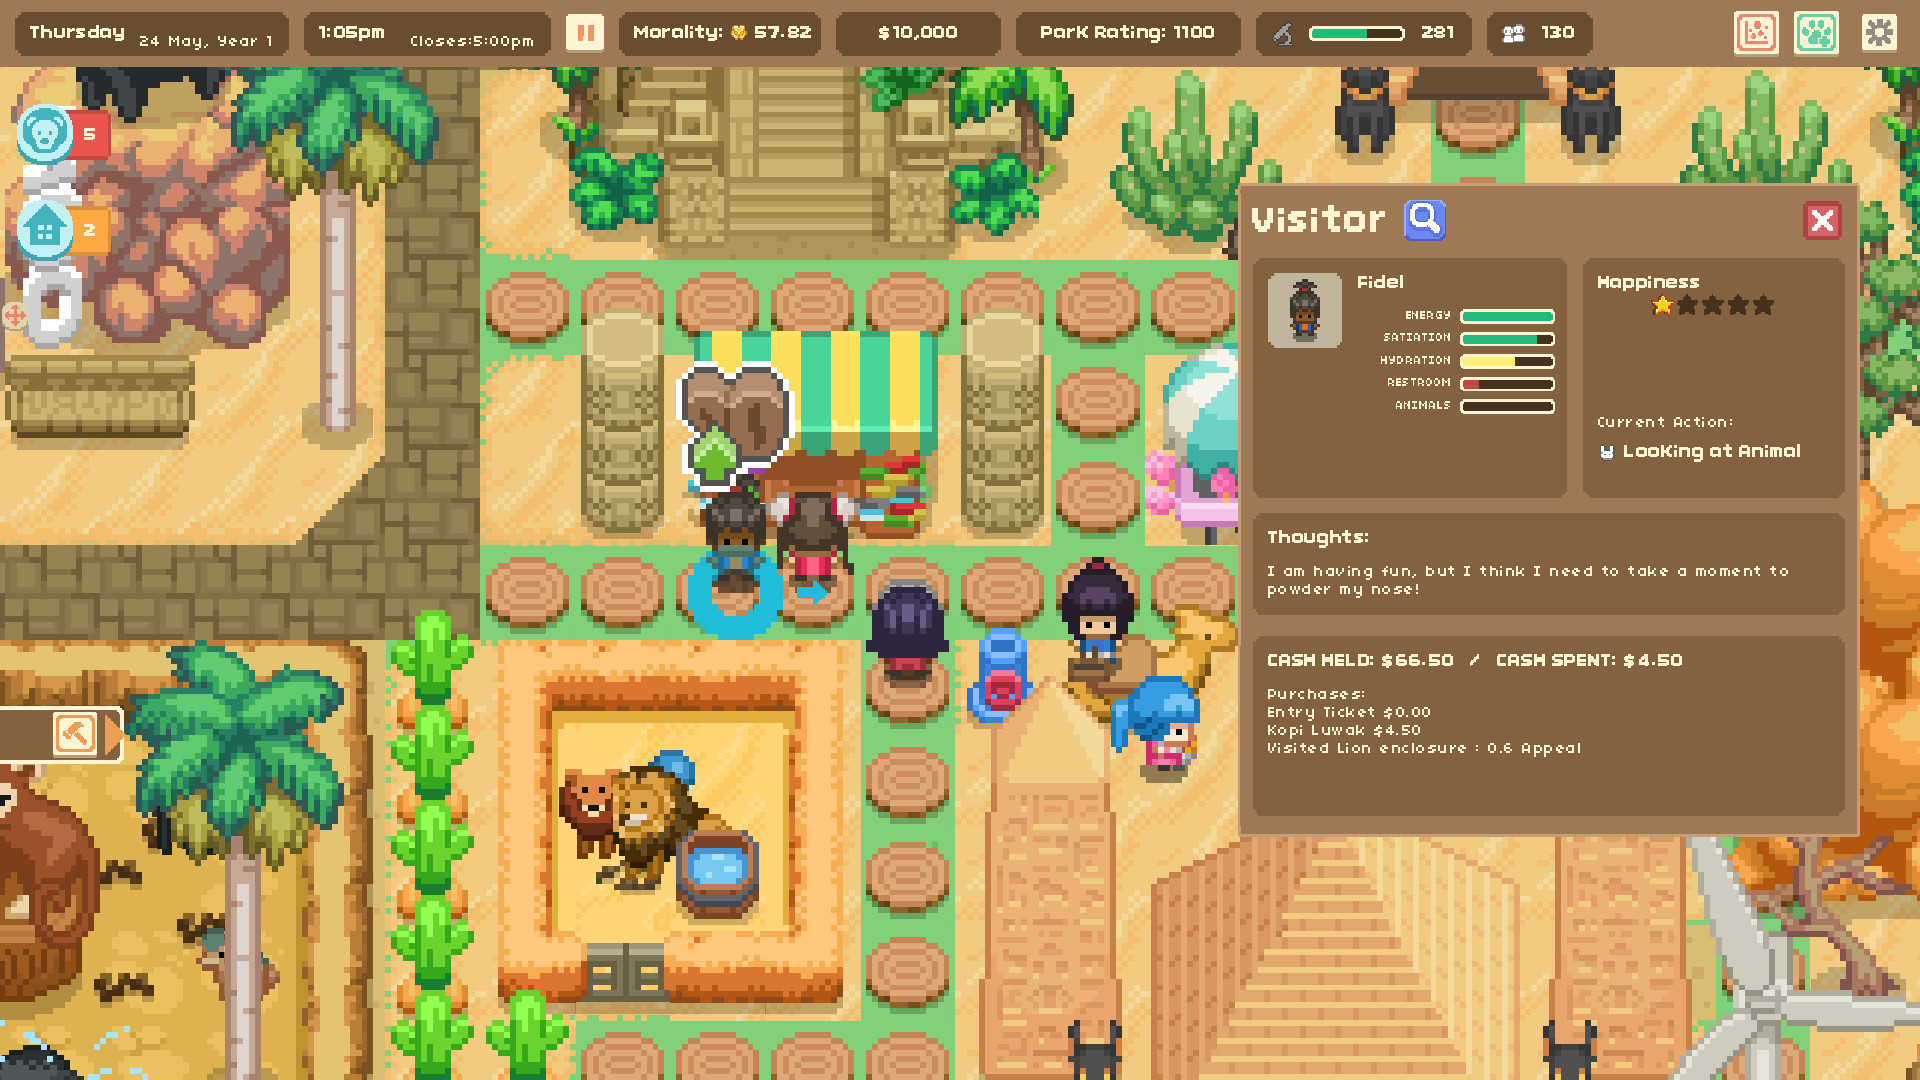 Thursday 24 May, Year 1
1:05pm Closes:5:00pm
Morality: 57.82
$10,000
Park Rating: 1100
281
130
5
2
Visitor
Fidel
ENERGY
SATIATION
HYDRATION
RESTROOM
ANIMALS
Happiness
Current Action:
Looking at Animal
Thoughts:
I am having fun, but I think I need to take a moment to
powder my nose!
CASH HELD: $66.50 / CASH SPENT: $4.50
Purchases:
Entry Ticket $0.00
Kopi Luwak $4.50
Visited Lion enclosure : 0.6 Appeal